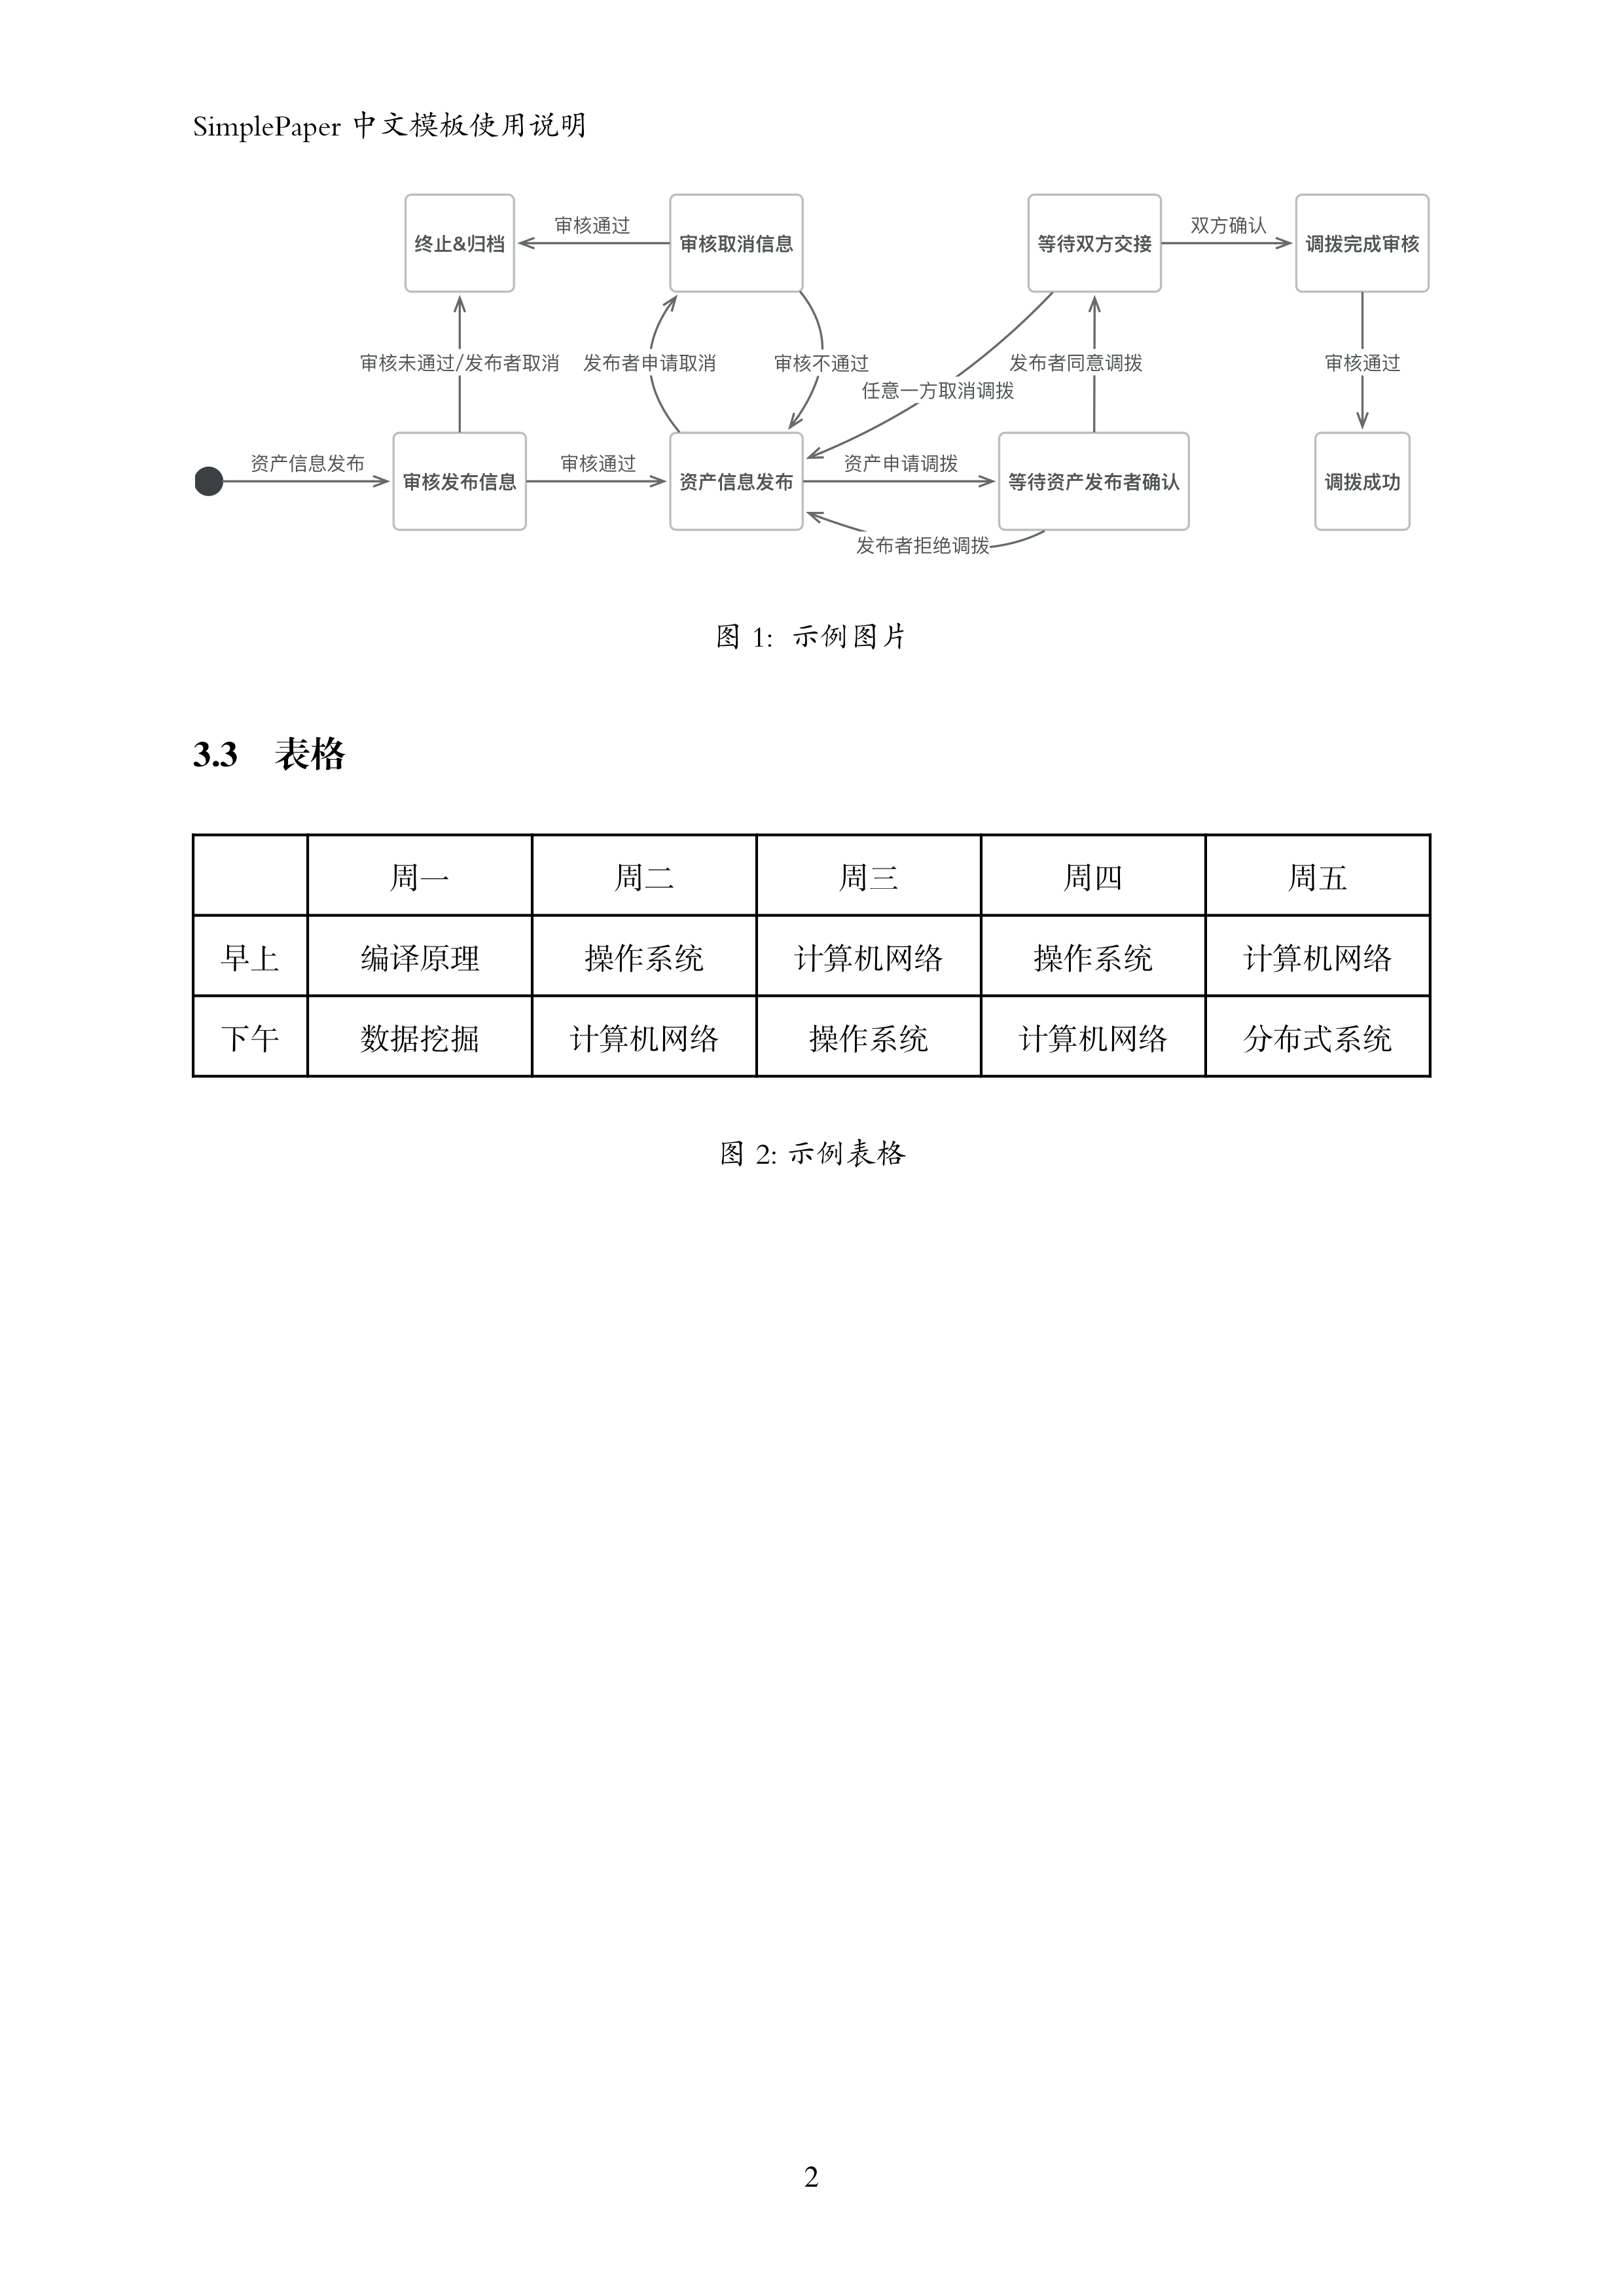 SimplePaper 中文模板使用说明
终止&归档
审核通过
审核取消信息
等待双方交接
双方确认
调拨完成审核
审核未通过/发布者取消
发布者申请取消
审核不通过
任意一方取消调拨
发布者同意调拨
审核通过
资产信息发布
审核发布信息
审核通过
资产信息发布
资产申请调拨
等待资产发布者确认
调拨成功
发布者拒绝调拨
图 1: 示例图片
3.3 表格
周一 周二 周三 周四 周五
早上 编译原理 操作系统 计算机网络 操作系统 计算机网络
下午 数据挖掘 计算机网络 操作系统 计算机网络 分布式系统
图 2: 示例表格
2